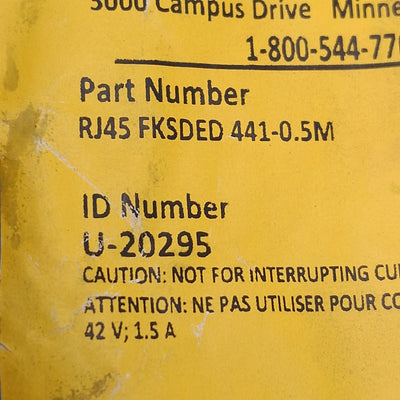 3000 Campus Drive Minne
1-800-544-77
Part Number
RJ45 FKSDED 441-0.5M
ID Number
U-20295
CAUTION: NOT FOR INTERRUPTING CU
ATTENTION: NE PAS UTILISER POUR CO
42 V; 1.5 A